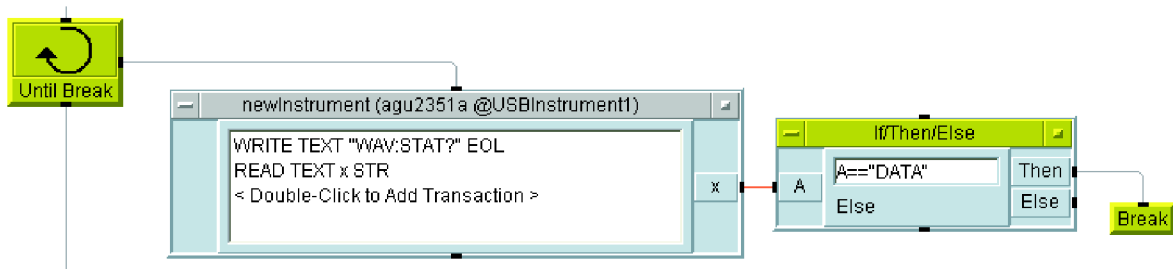 Until Break
newInstrument (agu2351a @USBInstrument1)
WRITE TEXT "WAV:STAT?" EOL
READ TEXT x STR
< Double-Click to Add Transaction >
x
If/Then/Else
A
A=="DATA"
Then
Else
Else
Break